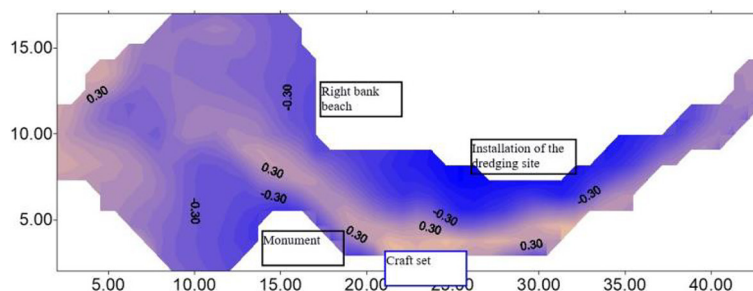 15.00
0.30
-0.30
Right bank
beach
10.00
Installation of the
dredging site
0.30
-0.30
-0.30
-0.30
-0.30
0.30
0.30
0.30
5.00
Monument
Craft set
5.00 10.00 15.00 20.00 25.00 30.00 35.00 40.00